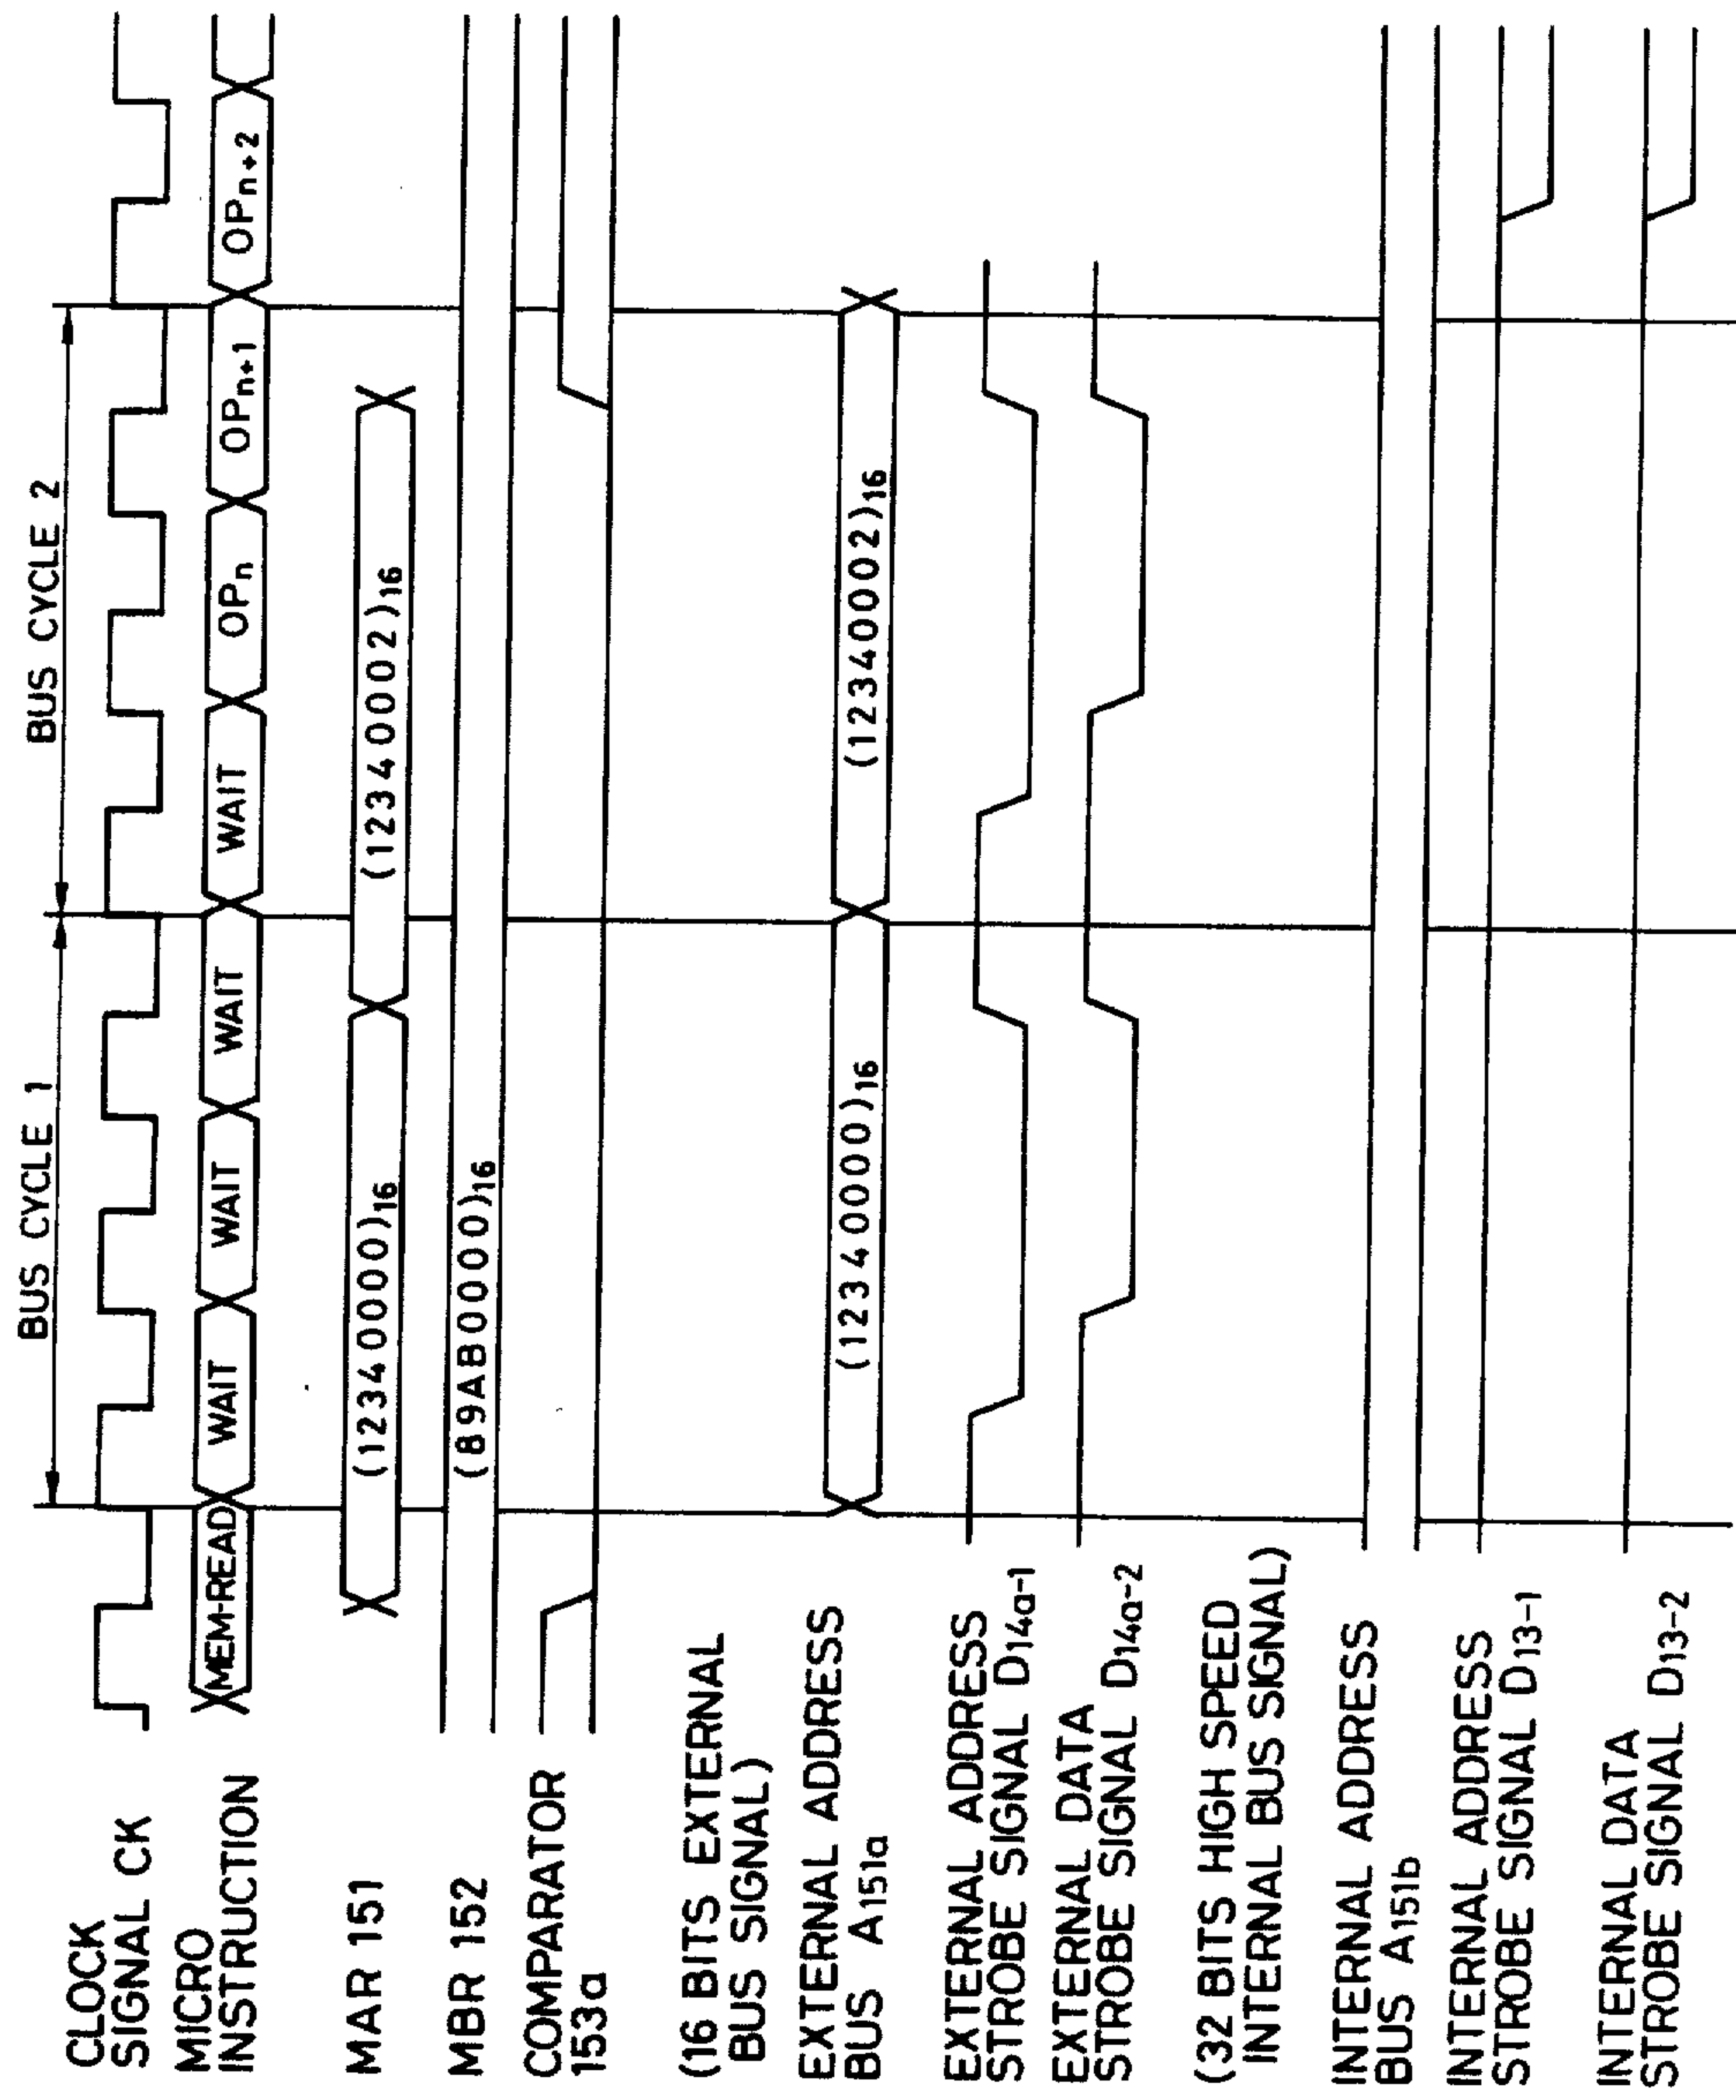 BUS CYCLE 1
BUS CYCLE 2
CLOCK
SIGNAL CK
MICRO
INSTRUCTION
MEM-READ
WAIT
WAIT
WAIT
WAIT
OPn
OPn+1
OPn+2
MAR 151
(12340000)16
(12340002)16
MBR 152
(89AB0000)16
COMPARATOR
153a
(16 BITS EXTERNAL
BUS SIGNAL)
EXTERNAL ADDRESS
BUS A151a
(12340000)16
(12340002)16
EXTERNAL ADDRESS
STROBE SIGNAL D14a-1
EXTERNAL DATA
STROBE SIGNAL D14a-2
(32 BITS HIGH SPEED
INTERNAL BUS SIGNAL)
INTERNAL ADDRESS
BUS A151b
INTERNAL ADDRESS
STROBE SIGNAL D13-1
INTERNAL DATA
STROBE SIGNAL D13-2